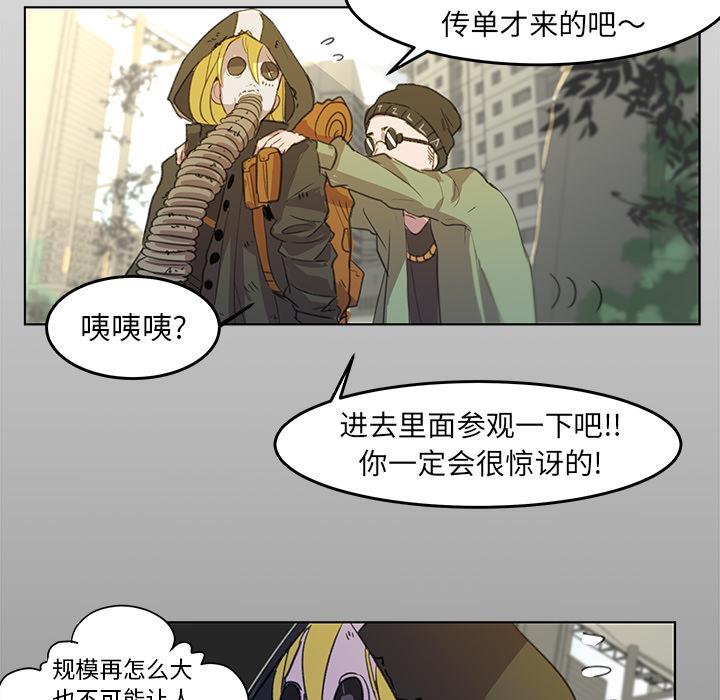 传单才来的吧～
TZLA
咦咦咦?
进去里面参观一下吧!!
你一定会很惊讶的!
规模再怎么大
也不可能让人